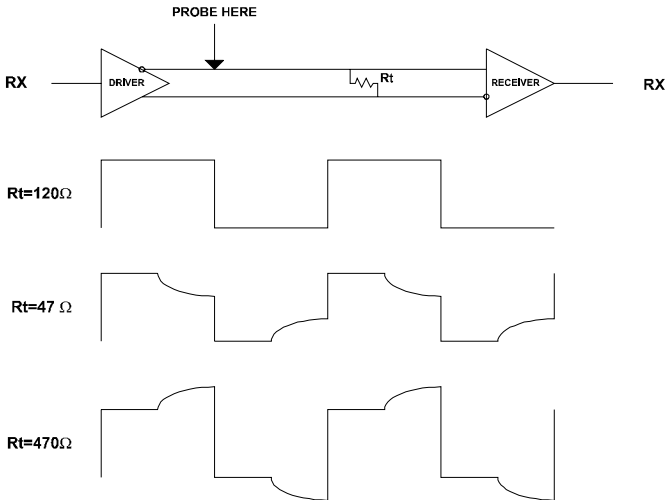 PROBE HERE
RX
DRIVER
Rt
RECEIVER
RX
Rt=120Ω
Rt=47 Ω
Rt=470Ω